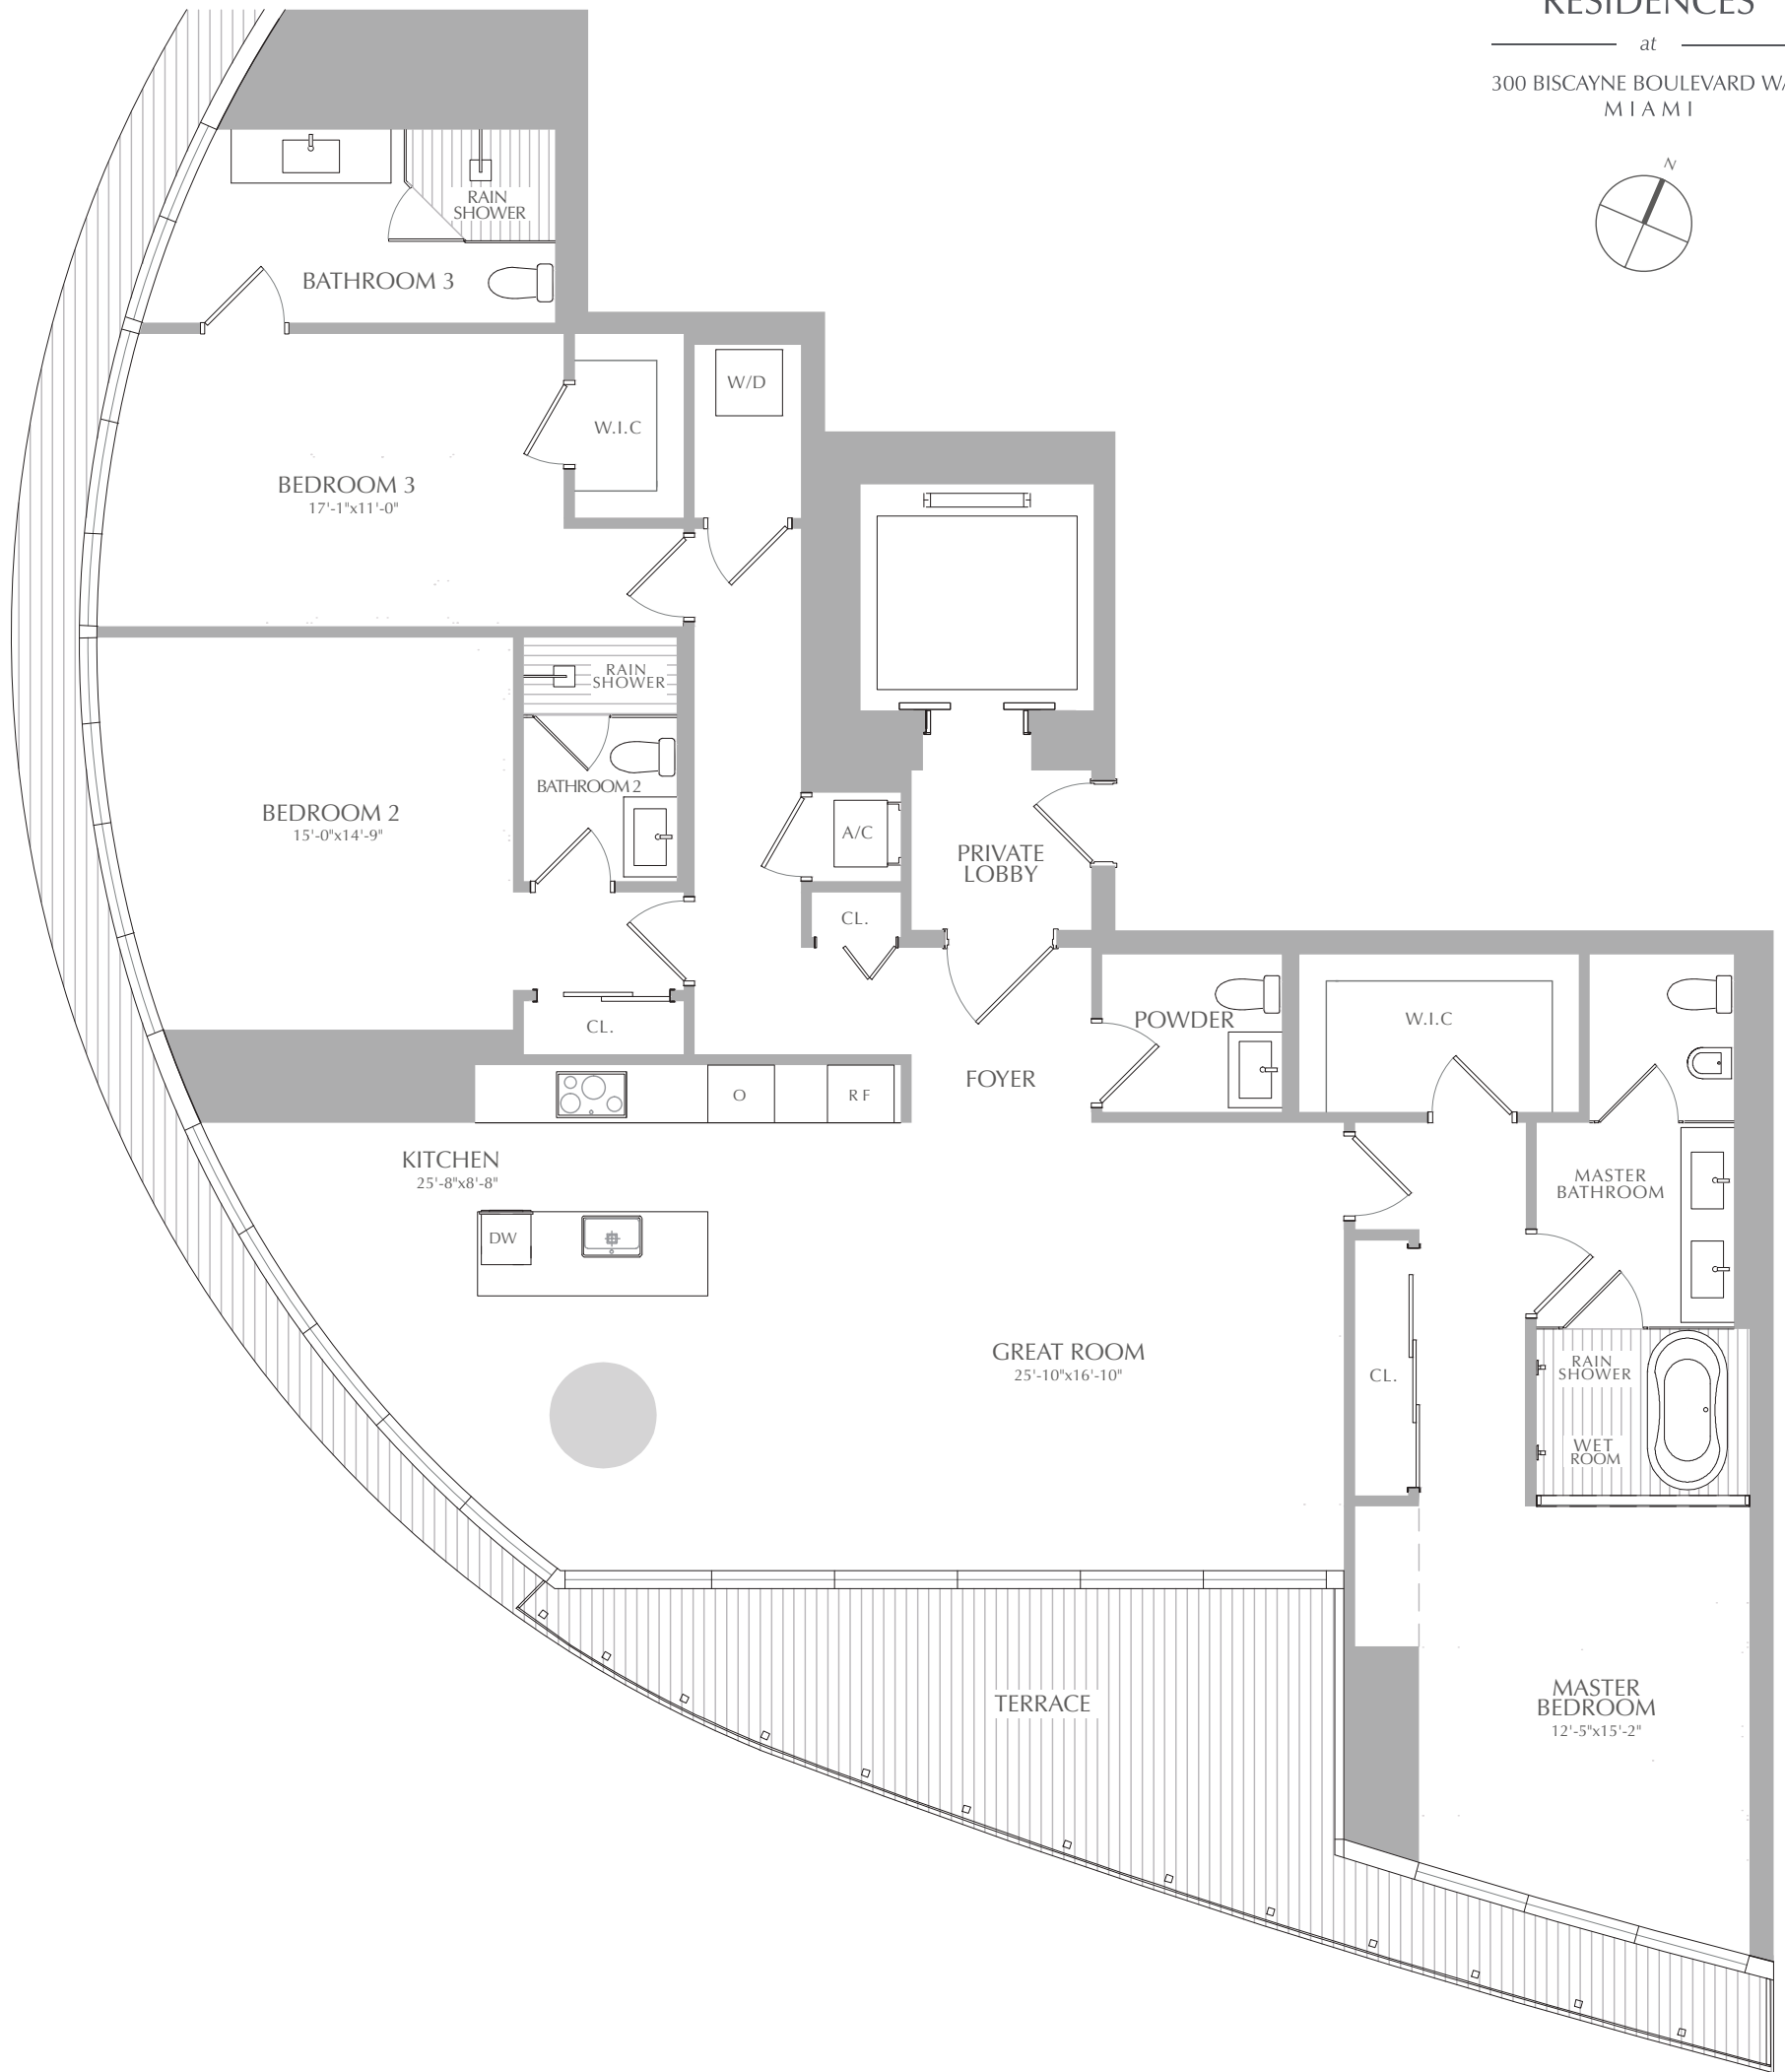 RESIDENCES
at
300 BISCAYNE BOULEVARD
MIAMI
N
RAIN
SHOWER
BATHROOM 3
W/D
W.I.C
BEDROOM 3
17'-1"x11'-0"
RAIN
SHOWER
BATHROOM 2
BEDROOM 2
15'-0"x14'-9"
A/C
PRIVATE
LOBBY
CL.
CL.
POWDER
W.I.C
FOYER
O
RF
KITCHEN
25'-8"x8'-8"
MASTER
BATHROOM
DW
GREAT ROOM
25'-10"x16'-10"
CL.
RAIN
SHOWER
WET
ROOM
TERRACE
MASTER
BEDROOM
12'-5"x15'-2"